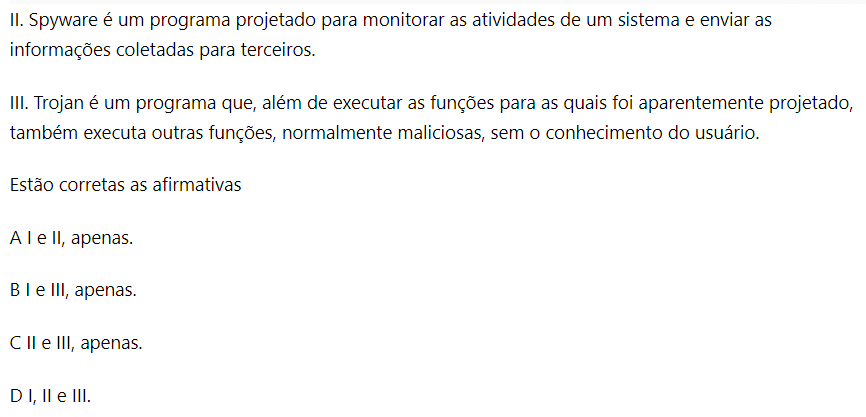 II. Spyware é um programa projetado para monitorar as atividades de um sistema e enviar as
informações coletadas para terceiros.
III. Trojan é um programa que, além de executar as funções para as quais foi aparentemente projetado,
também executa outras funções, normalmente maliciosas, sem o conhecimento do usuário.
Estão corretas as afirmativas
A I e II, apenas.
B I e III, apenas.
C II e III, apenas.
D I, II e III.